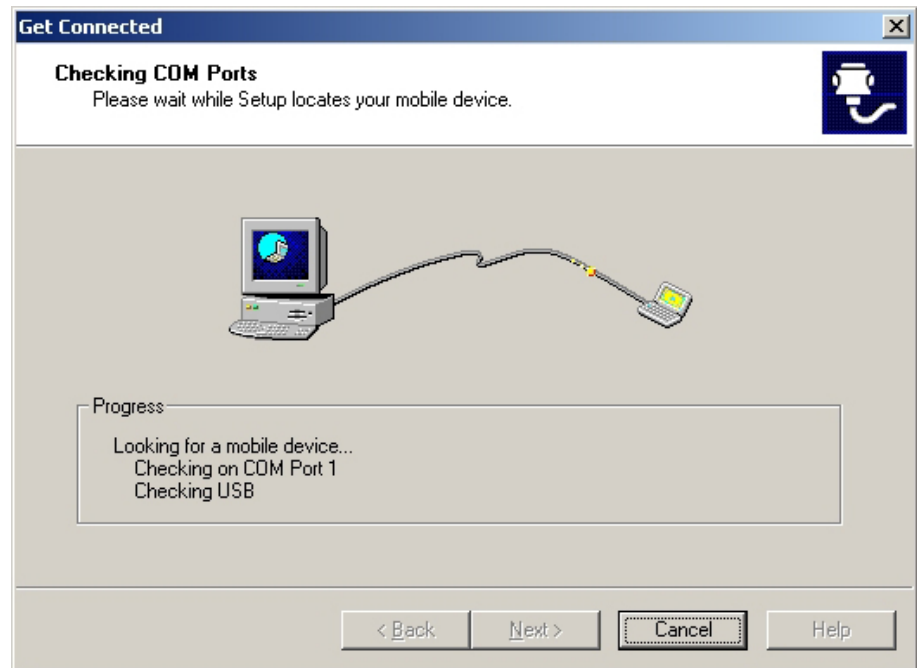 Get Connected
Checking COM Ports
Please wait while Setup locates your mobile device.
Progress
Looking for a mobile device...
Checking on COM Port 1
Checking USB
< Back Next > Cancel Help